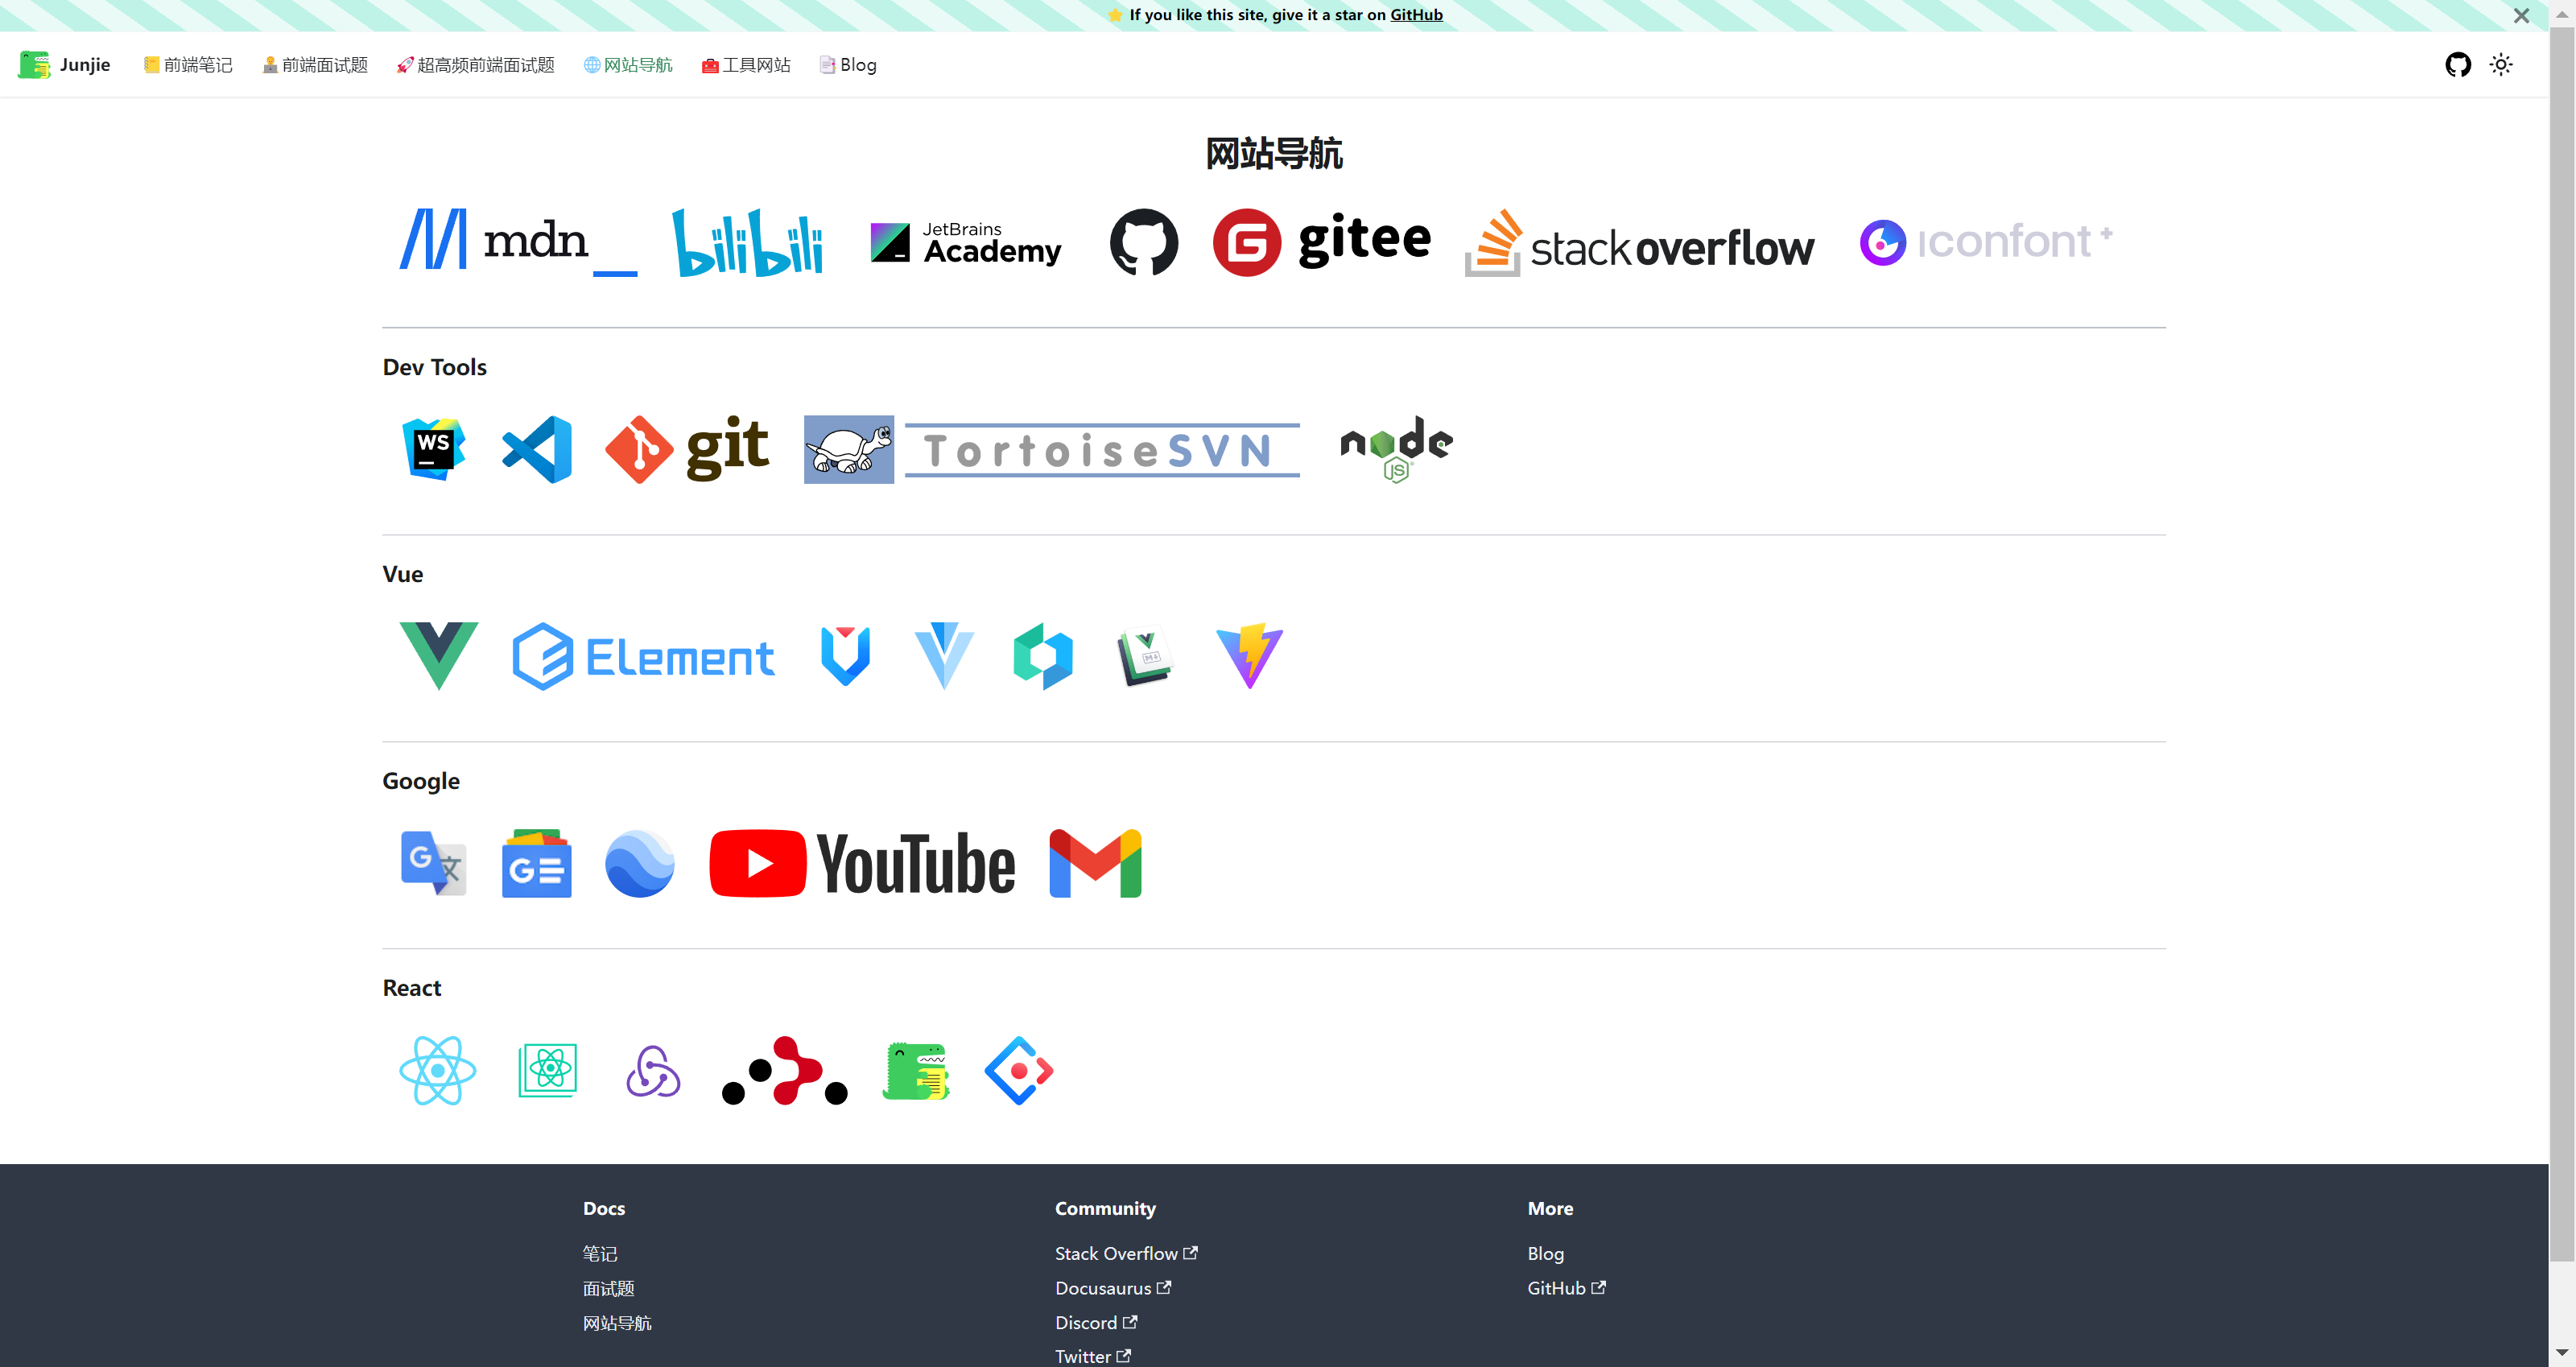 ⭐ If you like this site, give it a star on GitHub
Junjie 前端笔记 前端面试题 超高频前端面试题 网站导航 工具网站 Blog
网站导航
mdn_ bilibili JetBrains Academy gitee stackoverflow iconfont+
Dev Tools
WS git TortoiseSVN node JS
Vue
Element M↓
Google
G 文 G YouTube
React
Docs Community More
笔记 Stack Overflow Blog
面试题 Docusaurus GitHub
网站导航 Discord
Twitter